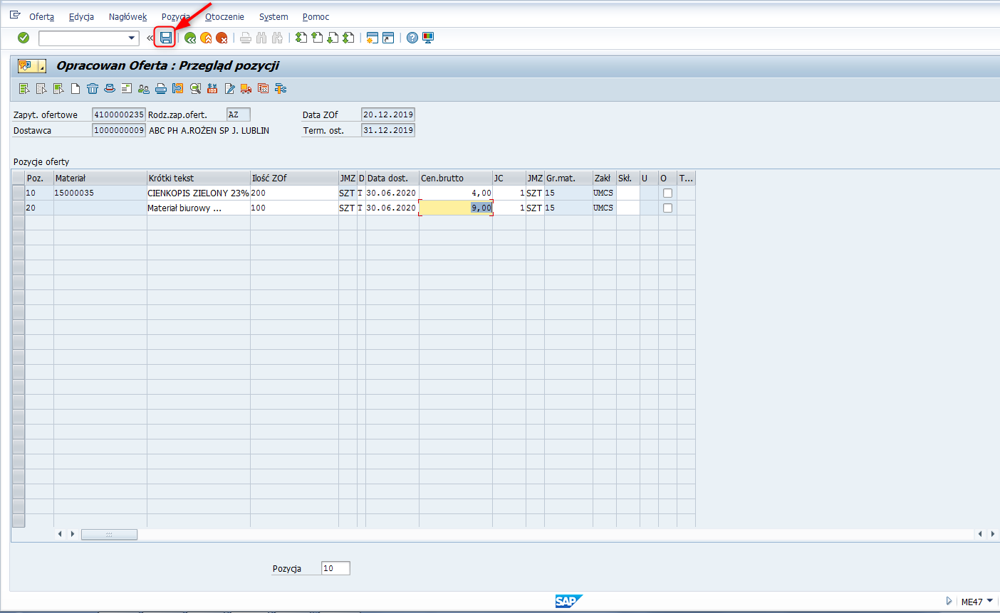 Oferta Edycja Nagłówek Pozycja Otoczenie System Pomoc
Opracowan Oferta : Przegląd pozycji
Zapyt. ofertowe 4100000235 Rodz.zap.ofert. AZ Data ZOf 20.12.2019
Dostawca 1000000009 ABC PH A.ROŻEN SP J. LUBLIN Term. ost. 31.12.2019
Pozycje oferty
Poz. Materiał Krótki tekst Ilość ZOf JMZ D Data dost. Cen.brutto JC JMZ Gr.mat. Zakł Skł. U O T...
10 15000035 CIENKOPIS ZIELONY 23% 200 SZT T 30.06.2020 4,00 1 SZT 15 UMCS
20 Materiał biurowy ... 100 SZT T 30.06.2020 9,00 1 SZT 15 UMCS
Pozycja 10
SAP ME47